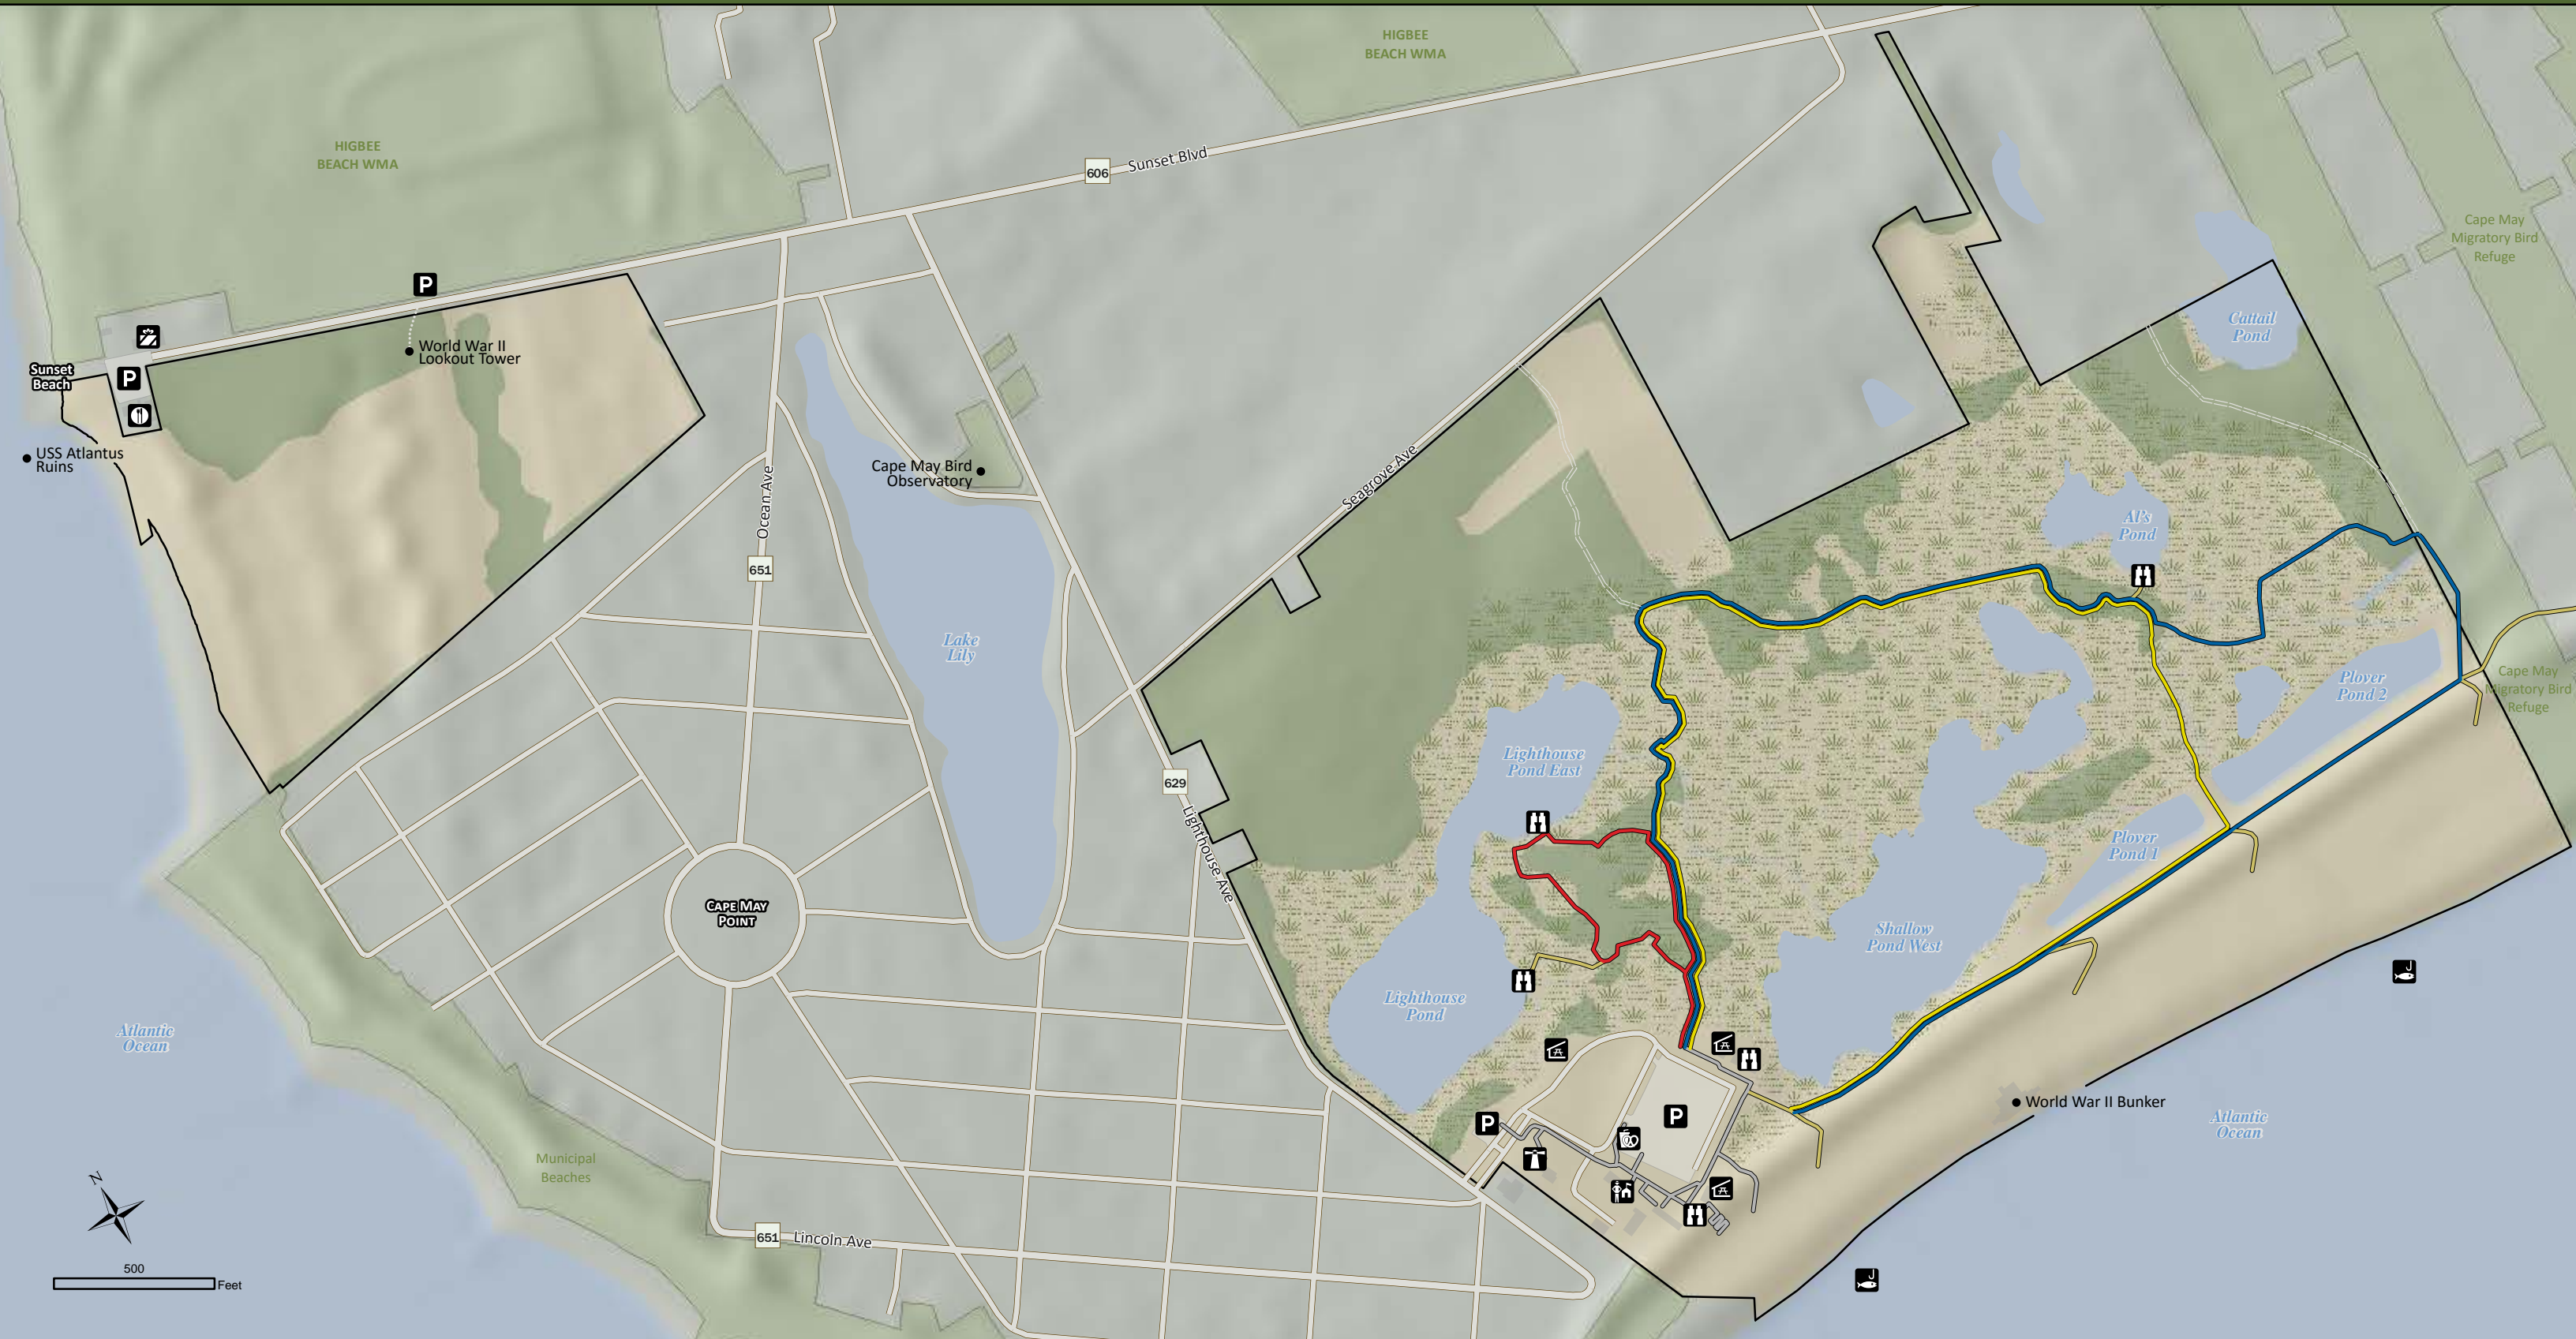 HIGBEE
BEACH WMA
HIGBEE
BEACH WMA
606
Sunset Blvd
Cape May
Migratory Bird
Refuge
P
World War II
Lookout Tower
Sunset
Beach
P
USS Atlantus
Ruins
Cattail
Pond
Cape May Bird
Observatory
Seagrove Ave
Ocean Ave
651
Al's
Pond
Lake
Lily
Cape May
Migratory Bird
Refuge
Plover
Pond 2
Lighthouse
Pond East
629
Lighthouse Ave
Plover
Pond 1
CAPE MAY
POINT
Shallow
Pond West
Lighthouse
Pond
Atlantic
Ocean
World War II Bunker
Atlantic
Ocean
P
P
Municipal
Beaches
N
651
Lincoln Ave
500
Feet